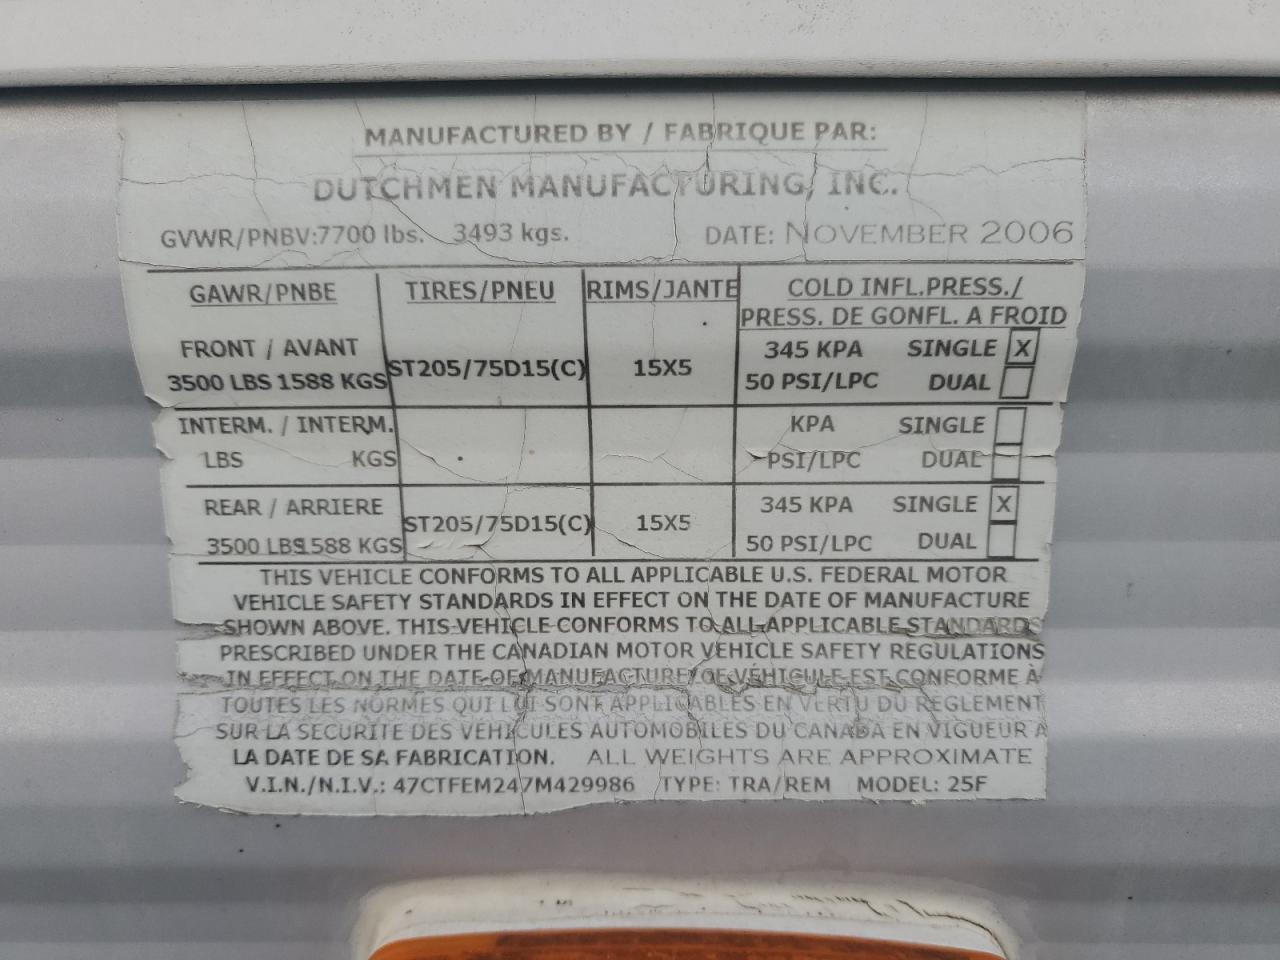 MANUFACTURED BY / FABRIQUE PAR:
DUTCHMEN MANUFACTURING, INC.
GVWR/PNBV:7700 lbs. 3493 kgs. DATE: NOVEMBER 2006
GAWR/PNBE TIRES/PNEU RIMS/JANTE COLD INFL.PRESS./
PRESS. DE GONFL. A FROID
FRONT / AVANT 345 KPA SINGLE X
3500 LBS 1588 KGS ST205/75D15(C) 15X5 50 PSI/LPC DUAL
INTERM. / INTERM. KPA SINGLE
LBS KGS PSI/LPC DUAL
REAR / ARRIERE 345 KPA SINGLE X
3500 LBS 1588 KGS ST205/75D15(C) 15X5 50 PSI/LPC DUAL
THIS VEHICLE CONFORMS TO ALL APPLICABLE U.S. FEDERAL MOTOR
VEHICLE SAFETY STANDARDS IN EFFECT ON THE DATE OF MANUFACTURE
SHOWN ABOVE. THIS VEHICLE CONFORMS TO ALL APPLICABLE STANDARDS
PRESCRIBED UNDER THE CANADIAN MOTOR VEHICLE SAFETY REGULATIONS
IN EFFECT ON THE DATE OF MANUFACTURE/CE VÉHICULE EST CONFORME À
TOUTES LES NORMES QUI LUI SONT APPLICABLES EN VERTU DU REGLEMENT
SUR LA SECURITE DES VEHICULES AUTOMOBILES DU CANADA EN VIGUEUR A
LA DATE DE SA FABRICATION. ALL WEIGHTS ARE APPROXIMATE
V.I.N./N.I.V.: 47CTFEM247M429986 TYPE: TRA/REM MODEL: 25F